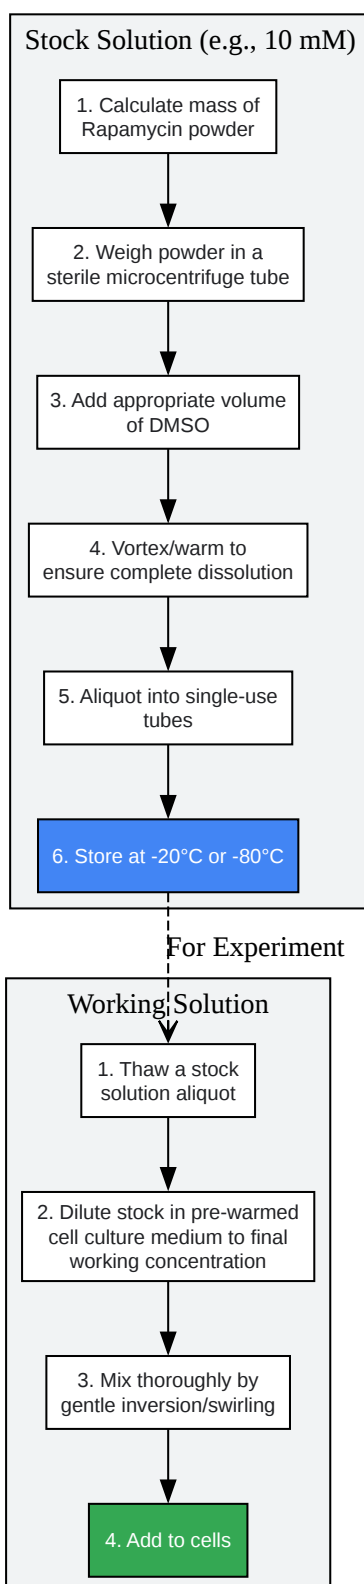 Stock Solution (e.g., 10 mM)
1. Calculate mass of
Rapamycin powder
2. Weigh powder in a
sterile microcentrifuge tube
3. Add appropriate volume
of DMSO
4. Vortex/warm to
ensure complete dissolution
5. Aliquot into single-use
tubes
6. Store at -20°C or -80°C
For Experiment
Working Solution
1. Thaw a stock
solution aliquot
2. Dilute stock in pre-warmed
cell culture medium to final
working concentration
3. Mix thoroughly by
gentle inversion/swirling
4. Add to cells